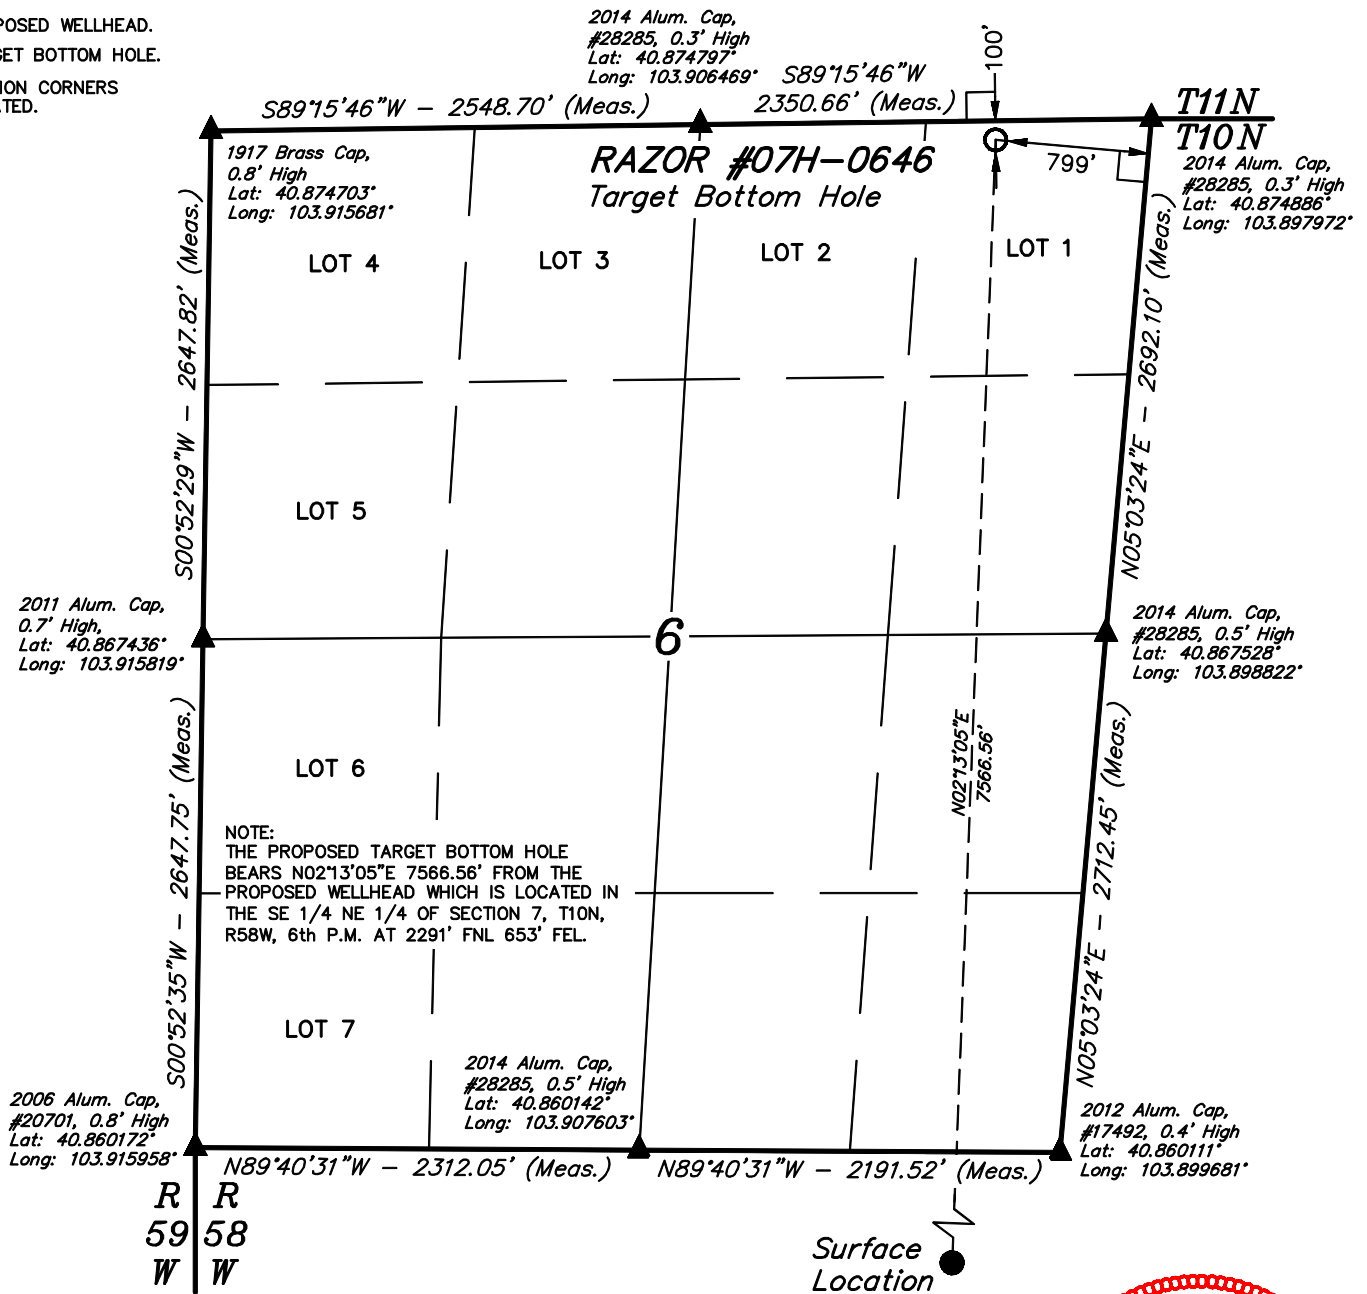 POSED WELLHEAD.
GET BOTTOM HOLE.
ION CORNERS
TED.
2014 Alum. Cap,
#28285, 0.3' High
Lat: 40.874797°
Long: 103.906469°
100'
S89°15'46"W - 2548.70' (Meas.)
S89°15'46"W
2350.66' (Meas.)
T11N
T10N
1917 Brass Cap,
0.8' High
Lat: 40.874703°
Long: 103.915681°
RAZOR #07H-0646
Target Bottom Hole
799'
2014 Alum. Cap,
#28285, 0.3' High
Lat: 40.874886°
Long: 103.897972°
LOT 4
LOT 3
LOT 2
LOT 1
S00°52'29"W - 2647.82' (Meas.)
N05°03'24"E - 2692.10' (Meas.)
LOT 5
2011 Alum. Cap,
0.7' High,
Lat: 40.867436°
Long: 103.915819°
6
2014 Alum. Cap,
#28285, 0.5' High
Lat: 40.867528°
Long: 103.898822°
S00°52'35"W - 2647.75' (Meas.)
LOT 6
N02°13'05"E
7566.56'
N05°03'24"E - 2712.45' (Meas.)
NOTE:
THE PROPOSED TARGET BOTTOM HOLE
BEARS N02°13'05"E 7566.56' FROM THE
PROPOSED WELLHEAD WHICH IS LOCATED IN
THE SE 1/4 NE 1/4 OF SECTION 7, T10N,
R58W, 6th P.M. AT 2291' FNL 653' FEL.
LOT 7
2014 Alum. Cap,
#28285, 0.5' High
Lat: 40.860142°
Long: 103.907603°
2006 Alum. Cap,
#20701, 0.8' High
Lat: 40.860172°
Long: 103.915958°
2012 Alum. Cap,
#17492, 0.4' High
Lat: 40.860111°
Long: 103.899681°
N89°40'31"W - 2312.05' (Meas.)
N89°40'31"W - 2191.52' (Meas.)
R R
59 58
W W
Surface
Location